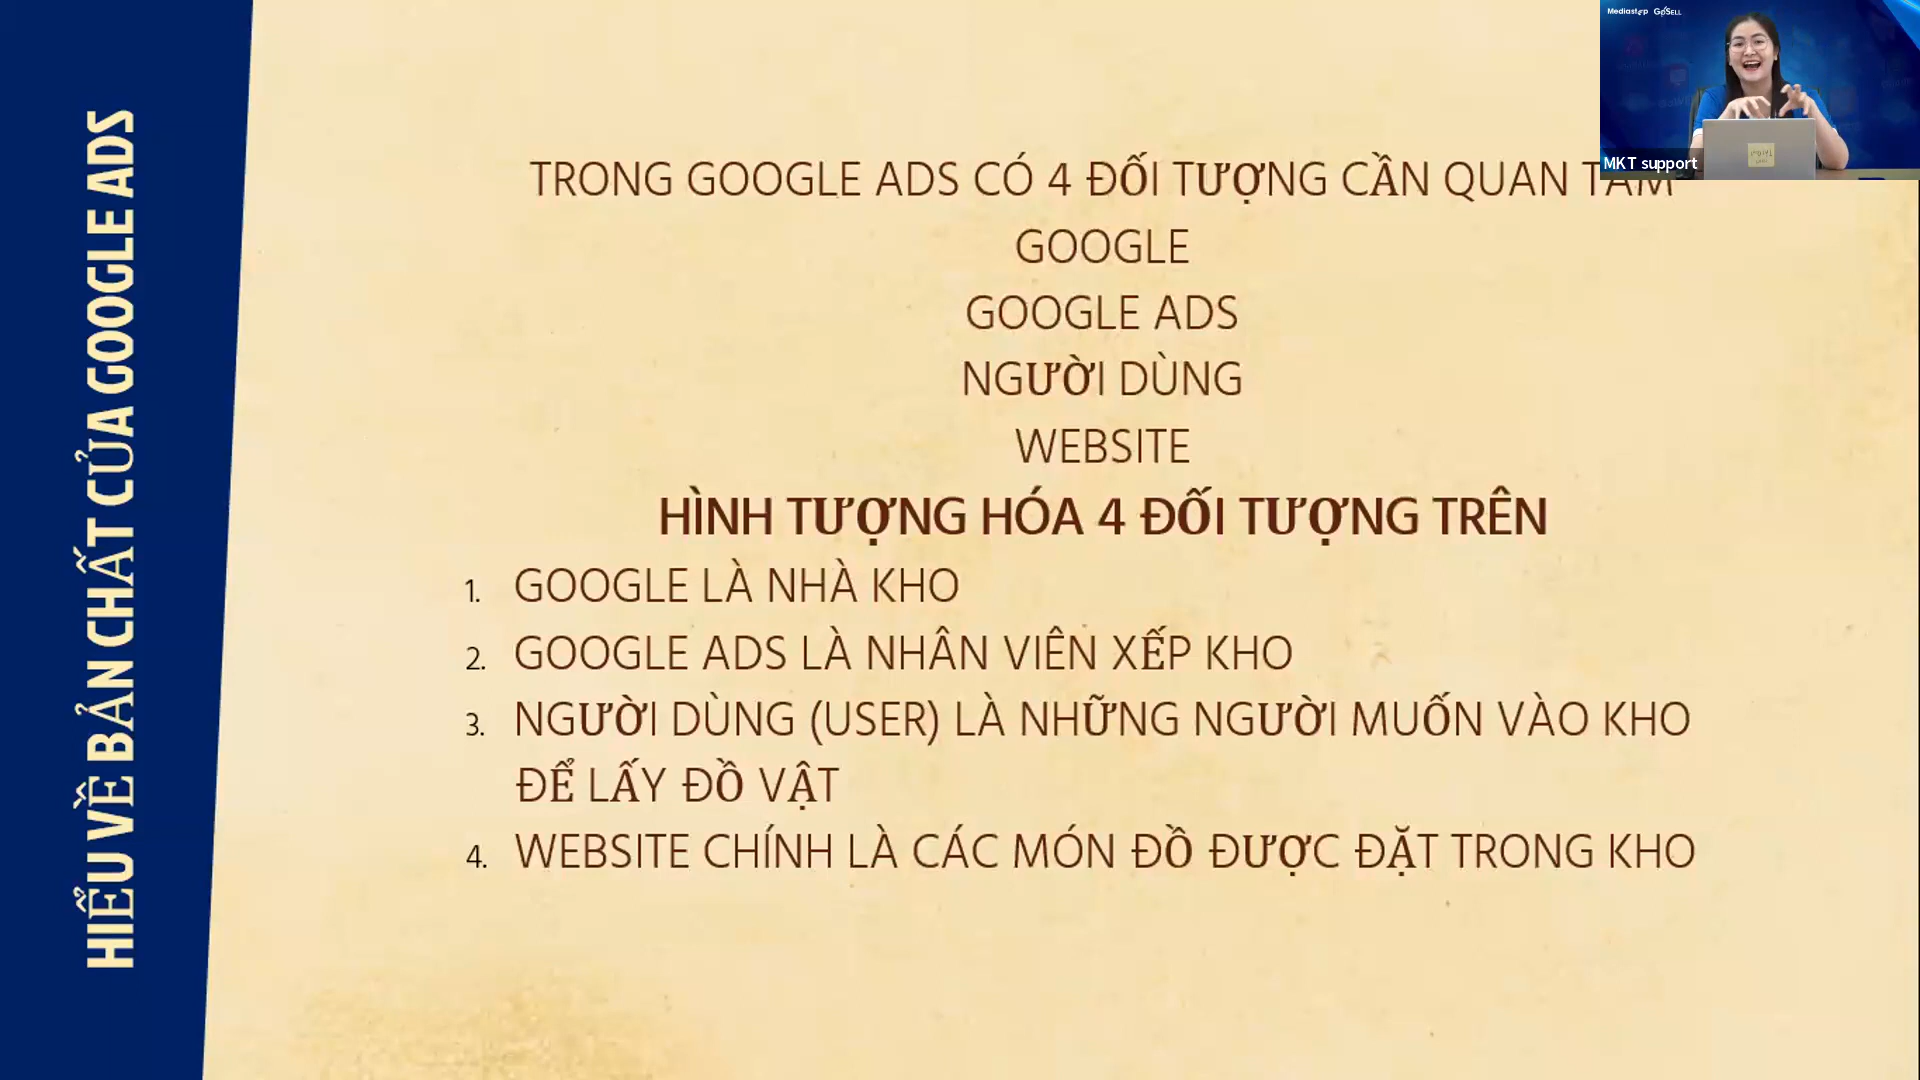 HIỂU VỀ BẢN CHẤT CỦA GOOGLE ADS
Mediastep GoSELL
MKT support
TRONG GOOGLE ADS CÓ 4 ĐỐI TƯỢNG CẦN QUAN TÂM
GOOGLE
GOOGLE ADS
NGƯỜI DÙNG
WEBSITE
HÌNH TƯỢNG HÓA 4 ĐỐI TƯỢNG TRÊN
1. GOOGLE LÀ NHÀ KHO
2. GOOGLE ADS LÀ NHÂN VIÊN XẾP KHO
3. NGƯỜI DÙNG (USER) LÀ NHỮNG NGƯỜI MUỐN VÀO KHO
ĐỂ LẤY ĐỒ VẬT
4. WEBSITE CHÍNH LÀ CÁC MÓN ĐỒ ĐƯỢC ĐẶT TRONG KHO